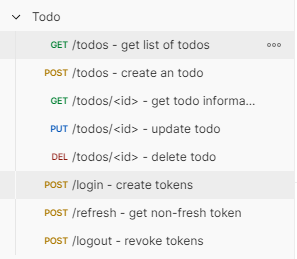 Todo
GET /todos - get list of todos
POST /todos - create an todo
GET /todos/<id> - get todo informa...
PUT /todos/<id> - update todo
DEL /todos/<id> - delete todo
POST /login - create tokens
POST /refresh - get non-fresh token
POST /logout - revoke tokens